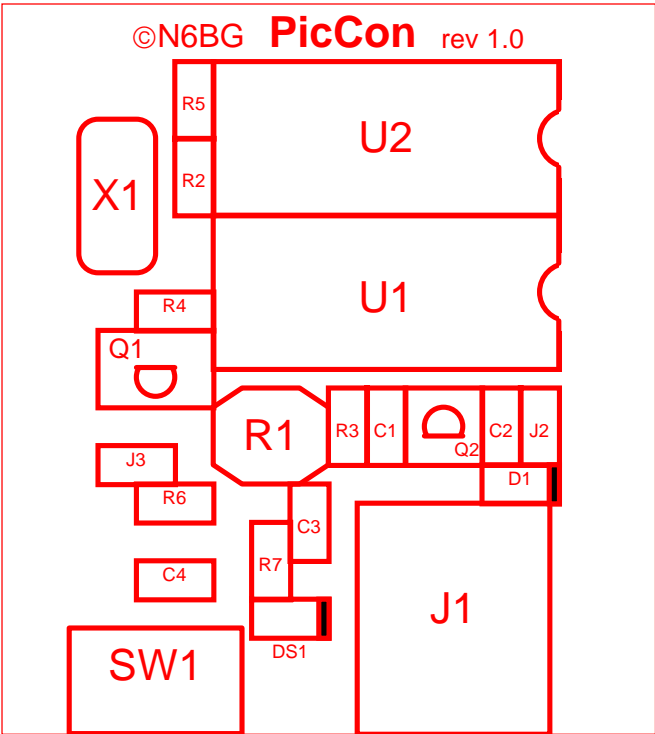 ©N6BG PicCon rev 1.0
R5
U2
X1
R2
U1
R4
Q1
R1
R3
C1
Q2
C2
J2
J3
D1
R6
C3
R7
C4
J1
DS1
SW1